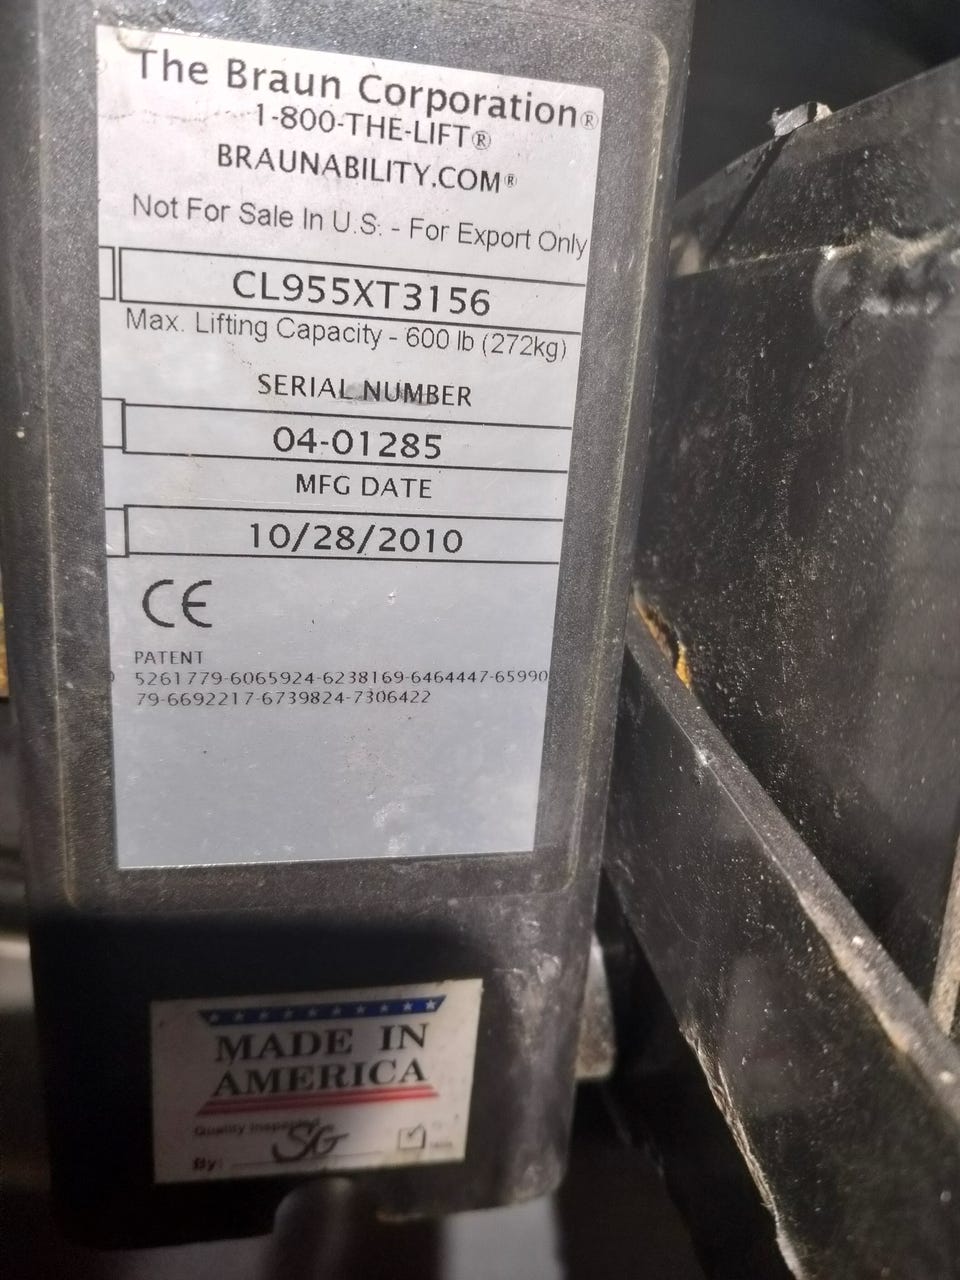 The Braun Corporation®
1-800-THE-LIFT®
BRAUNABILITY.COM®
Not For Sale In U.S. - For Export Only
CL955XT3156
Max. Lifting Capacity - 600 lb (272kg)
SERIAL NUMBER
04-01285
MFG DATE
10/28/2010
CE
PATENT
5261779-6065924-6238169-6464447-65990
79-6692217-6739824-7306422
MADE IN
AMERICA
Quality Inspected
By: SG